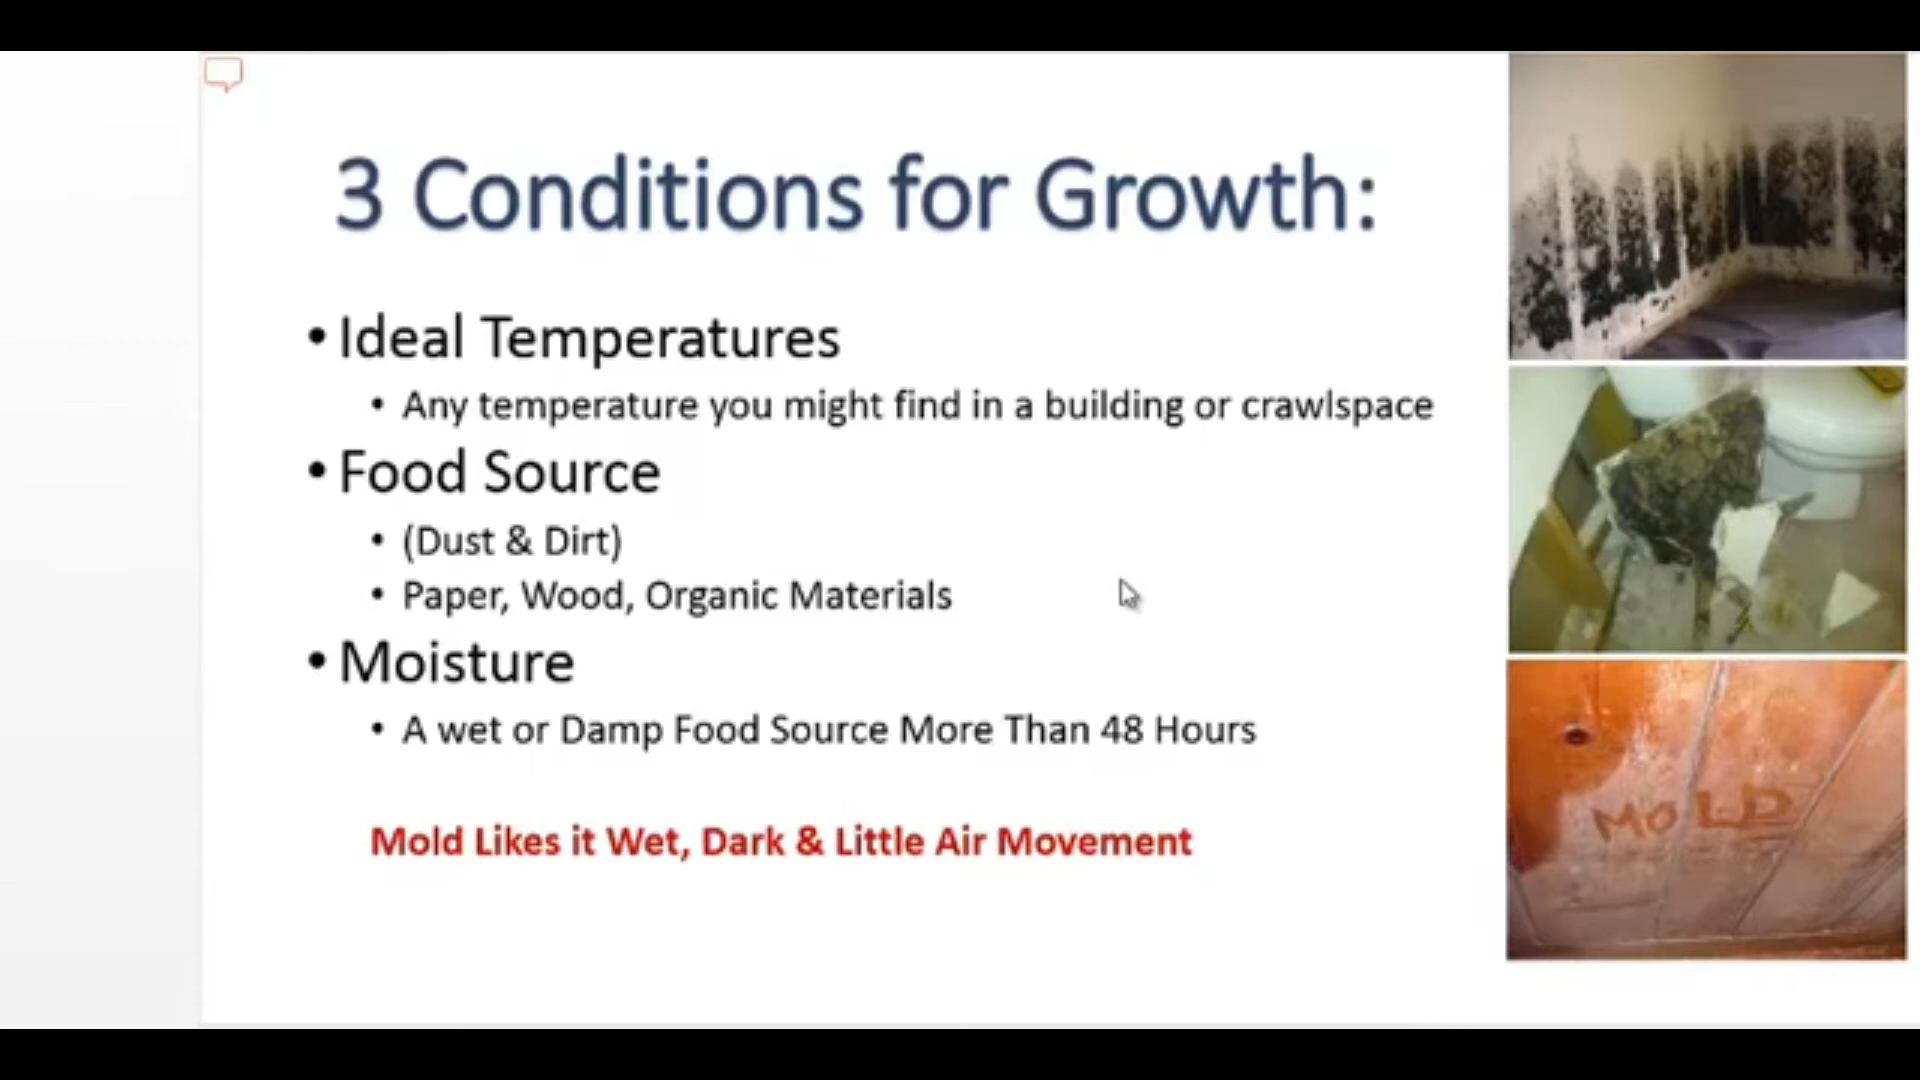 3 Conditions for Growth:
• Ideal Temperatures
• Any temperature you might find in a building or crawlspace
• Food Source
• (Dust & Dirt)
• Paper, Wood, Organic Materials
• Moisture
• A wet or Damp Food Source More Than 48 Hours
Mold Likes it Wet, Dark & Little Air Movement
MOLD